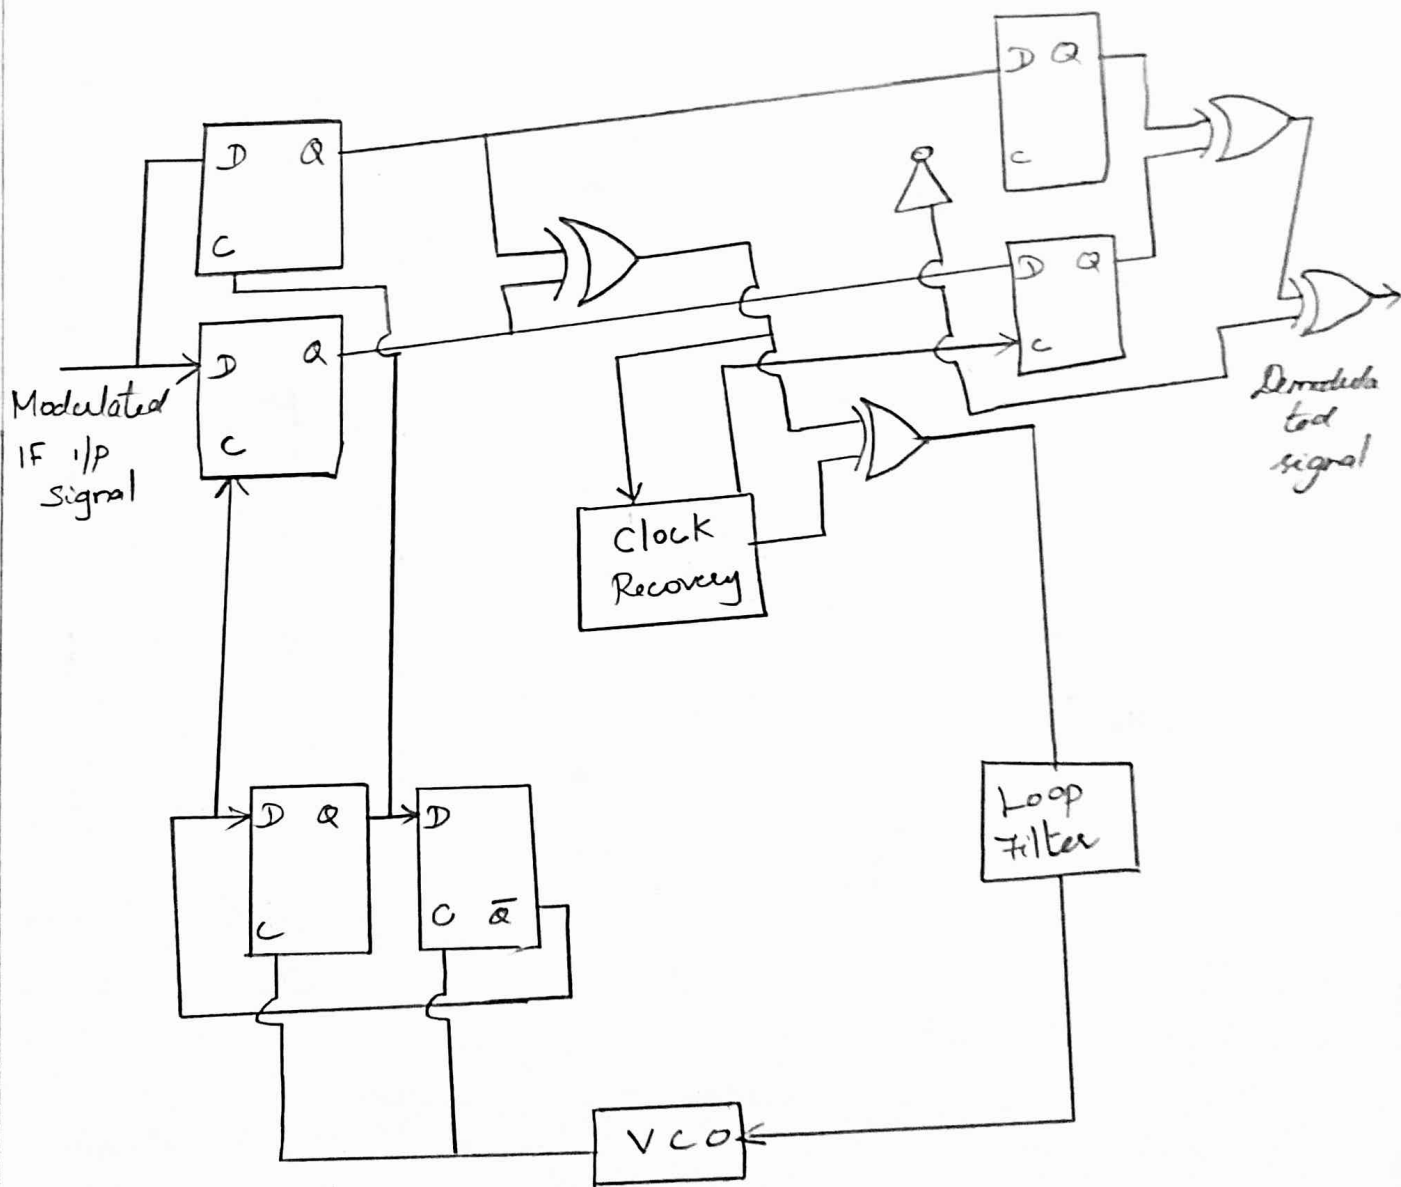 D Q
C
D Q
C
D Q
C
D Q
C
Modulated
IF i/p
Signal
Demodula
ted
signal
Clock
Recovery
D Q
C
D
C Q̅
Loop
Filter
VCO